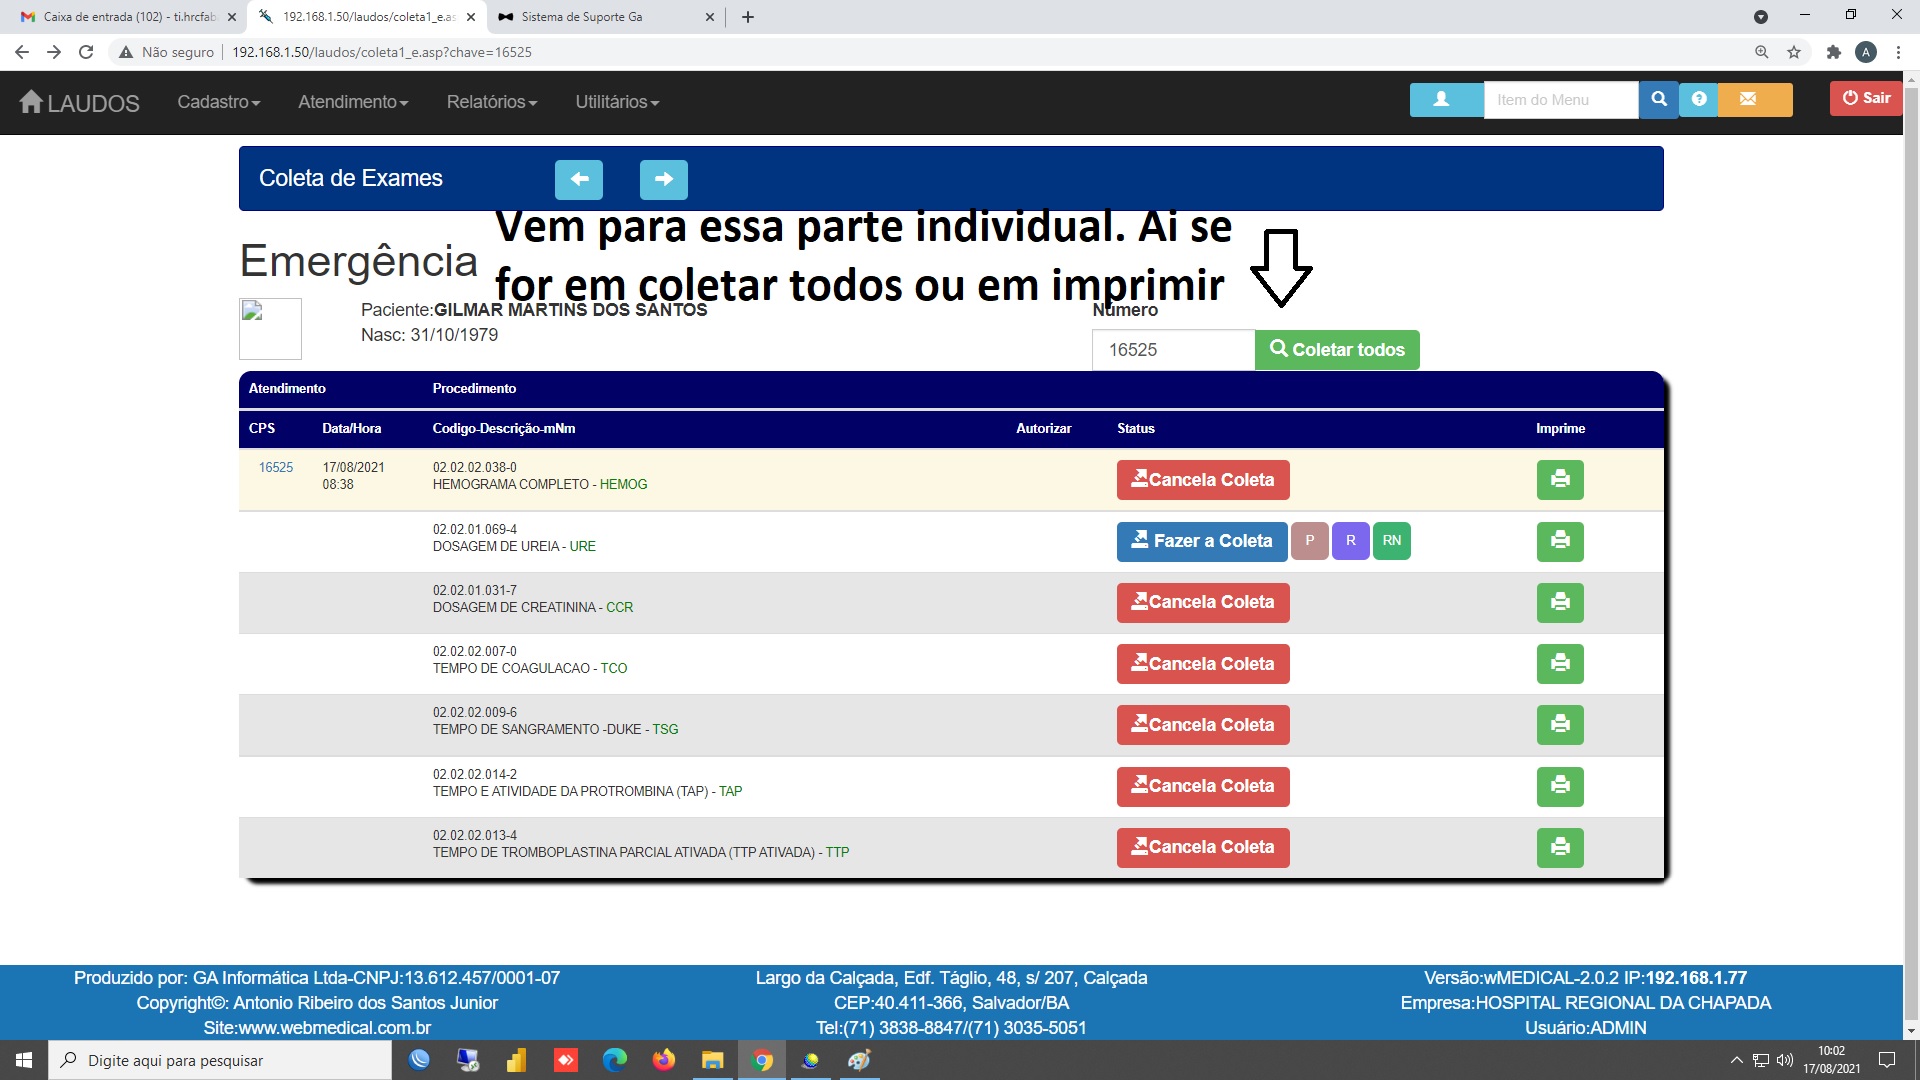 Caixa de entrada (102) - ti.hrcfab
192.168.1.50/laudos/coleta1_e.as
Sistema de Suporte Ga
Não seguro
192.168.1.50/laudos/coleta1_e.asp?chave=16525
A
LAUDOS
Cadastro
Atendimento
Relatórios
Utilitários
Item do Menu
Sair
Coleta de Exames
Vem para essa parte individual. Ai se
for em coletar todos ou em imprimir
Emergência
Paciente:GILMAR MARTINS DOS SANTOS
Nasc: 31/10/1979
Número
16525
Coletar todos
Atendimento Procedimento
CPS Data/Hora Codigo-Descrição-mNm Autorizar Status Imprime
16525 17/08/2021 02.02.02.038-0
08:38 HEMOGRAMA COMPLETO - HEMOG
Cancela Coleta
02.02.01.069-4
DOSAGEM DE UREIA - URE
Fazer a Coleta P R RN
02.02.01.031-7
DOSAGEM DE CREATININA - CCR
Cancela Coleta
02.02.02.007-0
TEMPO DE COAGULACAO - TCO
Cancela Coleta
02.02.02.009-6
TEMPO DE SANGRAMENTO -DUKE - TSG
Cancela Coleta
02.02.02.014-2
TEMPO E ATIVIDADE DA PROTROMBINA (TAP) - TAP
Cancela Coleta
02.02.02.013-4
TEMPO DE TROMBOPLASTINA PARCIAL ATIVADA (TTP ATIVADA) - TTP
Cancela Coleta
Produzido por: GA Informática Ltda-CNPJ:13.612.457/0001-07
Copyright©: Antonio Ribeiro dos Santos Junior
Site:www.webmedical.com.br
Largo da Calçada, Edf. Táglio, 48, s/ 207, Calçada
CEP:40.411-366, Salvador/BA
Tel:(71) 3838-8847/(71) 3035-5051
Versão:wMEDICAL-2.0.2 IP:192.168.1.77
Empresa:HOSPITAL REGIONAL DA CHAPADA
Usuário:ADMIN
Digite aqui para pesquisar
10:02
17/08/2021